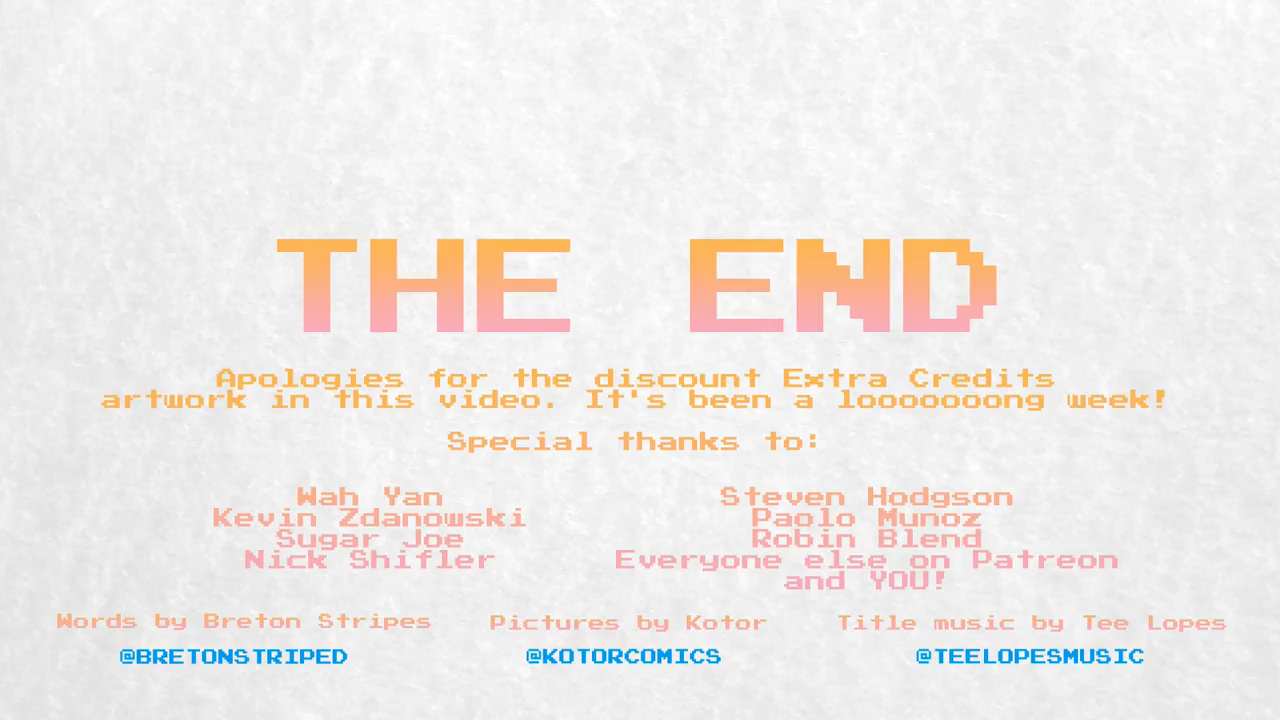 THE END
Apologies for the discount Extra Credits
artwork in this video. It's been a looooooong week!
Special thanks to:
Wah Yan
Kevin Zdanowski
Sugar Joe
Nick Shifler
Steven Hodgson
Paolo Munoz
Robin Blend
Everyone else on Patreon
and YOU!
Words by Breton Stripes
@BRETONSTRIPED
Pictures by Kotor
@KOTORCOMICS
Title music by Tee Lopes
@TEELOPESMUSIC